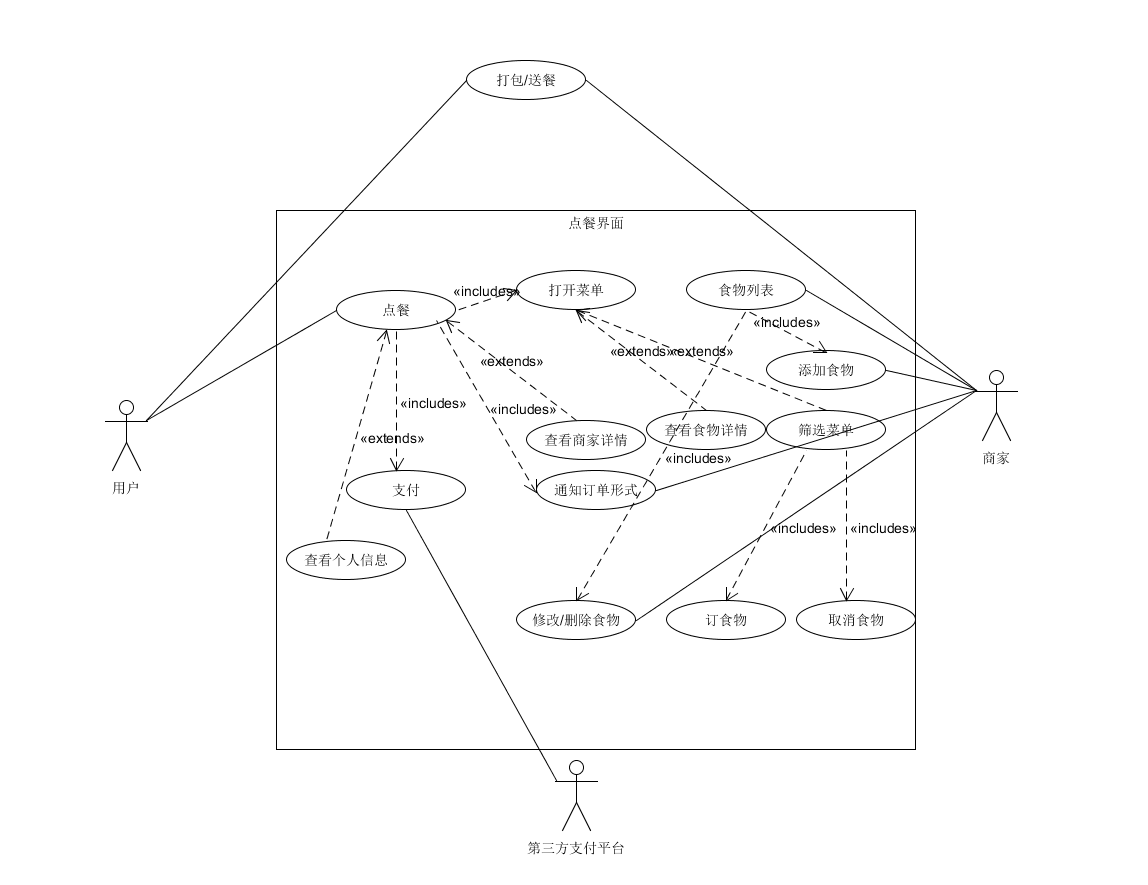 打包/送餐
点餐界面
点餐
«includes»
打开菜单
食物列表
«includes»
«extends»
«extends»
«extends»
添加食物
«includes»
«includes»
«extends»
查看商家详情
查看食物详情
筛选菜单
«includes»
用户
商家
支付
通知订单形式
«includes»
«includes»
查看个人信息
修改/删除食物
订食物
取消食物
第三方支付平台